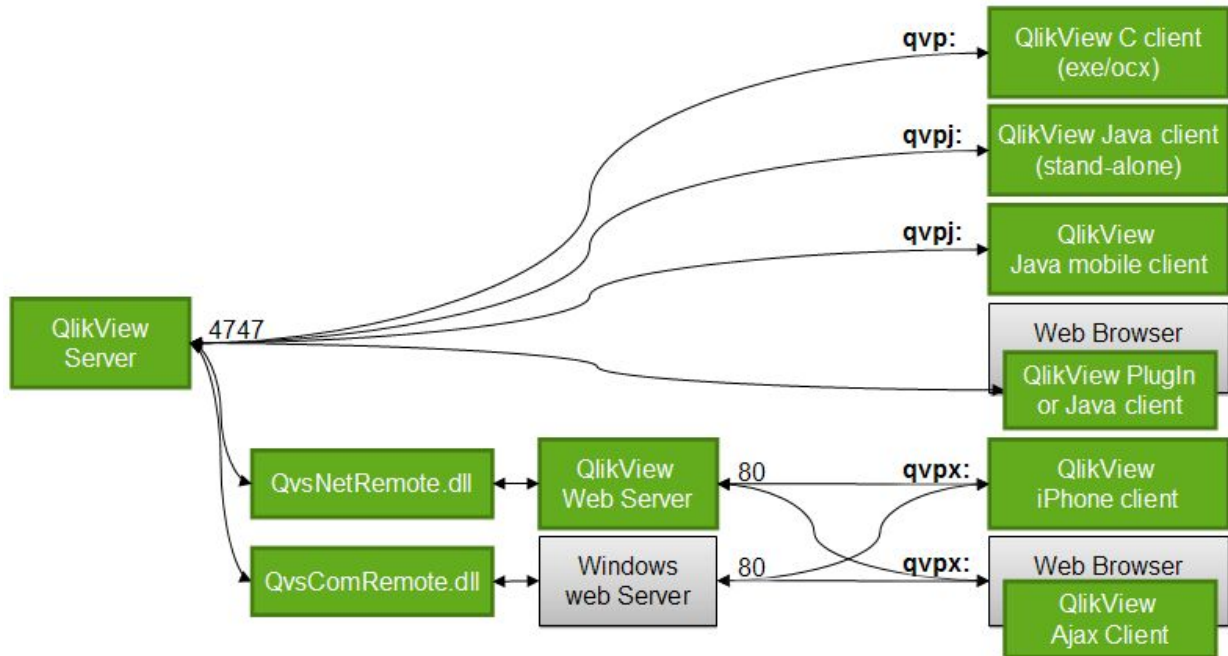 qvp:
QlikView C client
(exe/ocx)
qvpj:
QlikView Java client
(stand-alone)
qvpj:
QlikView
Java mobile client
QlikView
Server
4747
Web Browser
QlikView PlugIn
or Java client
QvsNetRemote.dll
QlikView
Web Server
80
qvpx:
QlikView
iPhone client
QvsComRemote.dll
Windows
web Server
80
qvpx:
Web Browser
QlikView
Ajax Client